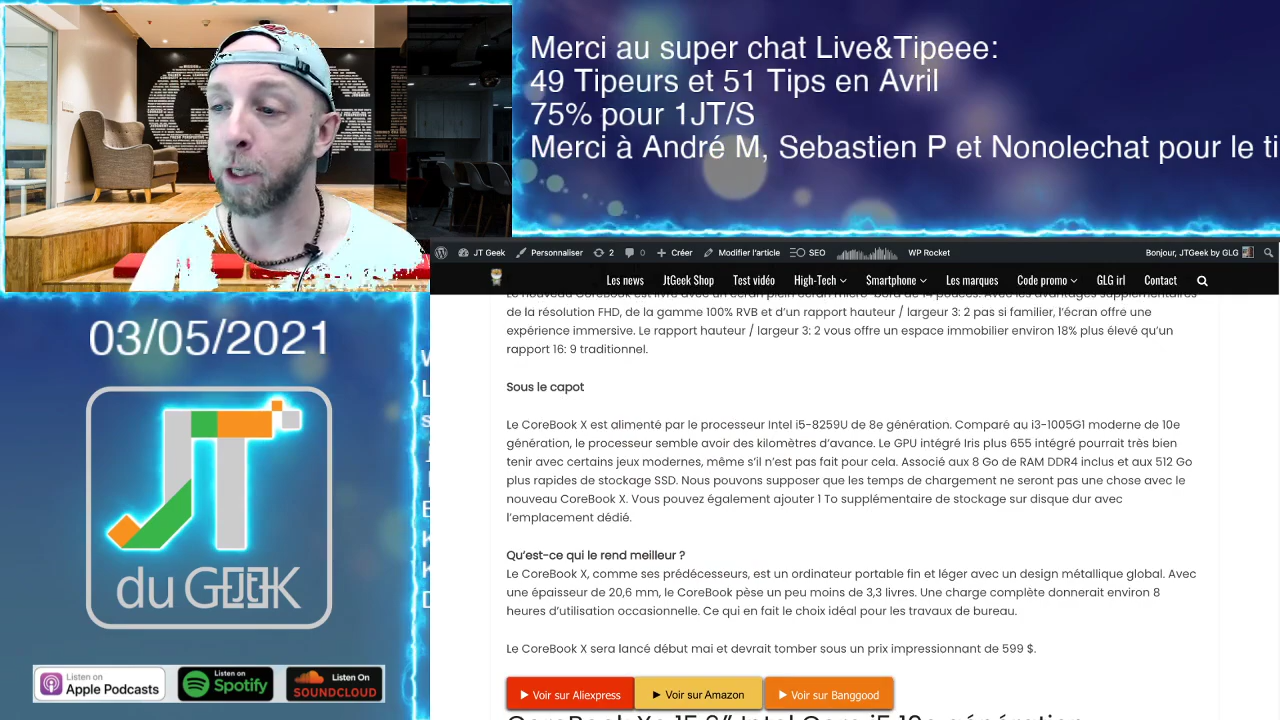 Merci au super chat Live&Tipeee:
49 Tipeurs et 51 Tips en Avril
75% pour 1JT/S
Merci à André M, Sebastien P et Nonolechat pour le ti
JT Geek Personnaliser 2 0 Créer Modifier l'article SEO WP Rocket Bonjour, JTGeek by GLG
Les news JtGeek Shop Test vidéo High-Tech Smartphone Les marques Code promo GLG irl Contact
de la résolution FHD, de la gamme 100% RVB et d'un rapport hauteur / largeur 3: 2 pas si familier, l'écran offre une
expérience immersive. Le rapport hauteur / largeur 3: 2 vous offre un espace immobilier environ 18% plus élevé qu'un
rapport 16: 9 traditionnel.
Sous le capot
Le CoreBook X est alimenté par le processeur Intel i5-8259U de 8e génération. Comparé au i3-1005G1 moderne de 10e
génération, le processeur semble avoir des kilomètres d'avance. Le GPU intégré Iris plus 655 intégré pourrait très bien
tenir avec certains jeux modernes, même s'il n'est pas fait pour cela. Associé aux 8 Go de RAM DDR4 inclus et aux 512 Go
plus rapides de stockage SSD. Nous pouvons supposer que les temps de chargement ne seront pas une chose avec le
nouveau CoreBook X. Vous pouvez également ajouter 1 To supplémentaire de stockage sur disque dur avec
l'emplacement dédié.
Qu'est-ce qui le rend meilleur ?
Le CoreBook X, comme ses prédécesseurs, est un ordinateur portable fin et léger avec un design métallique global. Avec
une épaisseur de 20,6 mm, le CoreBook pèse un peu moins de 3,3 livres. Une charge complète donnerait environ 8
heures d'utilisation occasionnelle. Ce qui en fait le choix idéal pour les travaux de bureau.
Le CoreBook X sera lancé début mai et devrait tomber sous un prix impressionnant de 599 $.
Voir sur Aliexpress Voir sur Amazon Voir sur Banggood
03/05/2021
JT
du GEEK
Listen on
Apple Podcasts
Listen on
Spotify
Listen On
SOUNDCLOUD